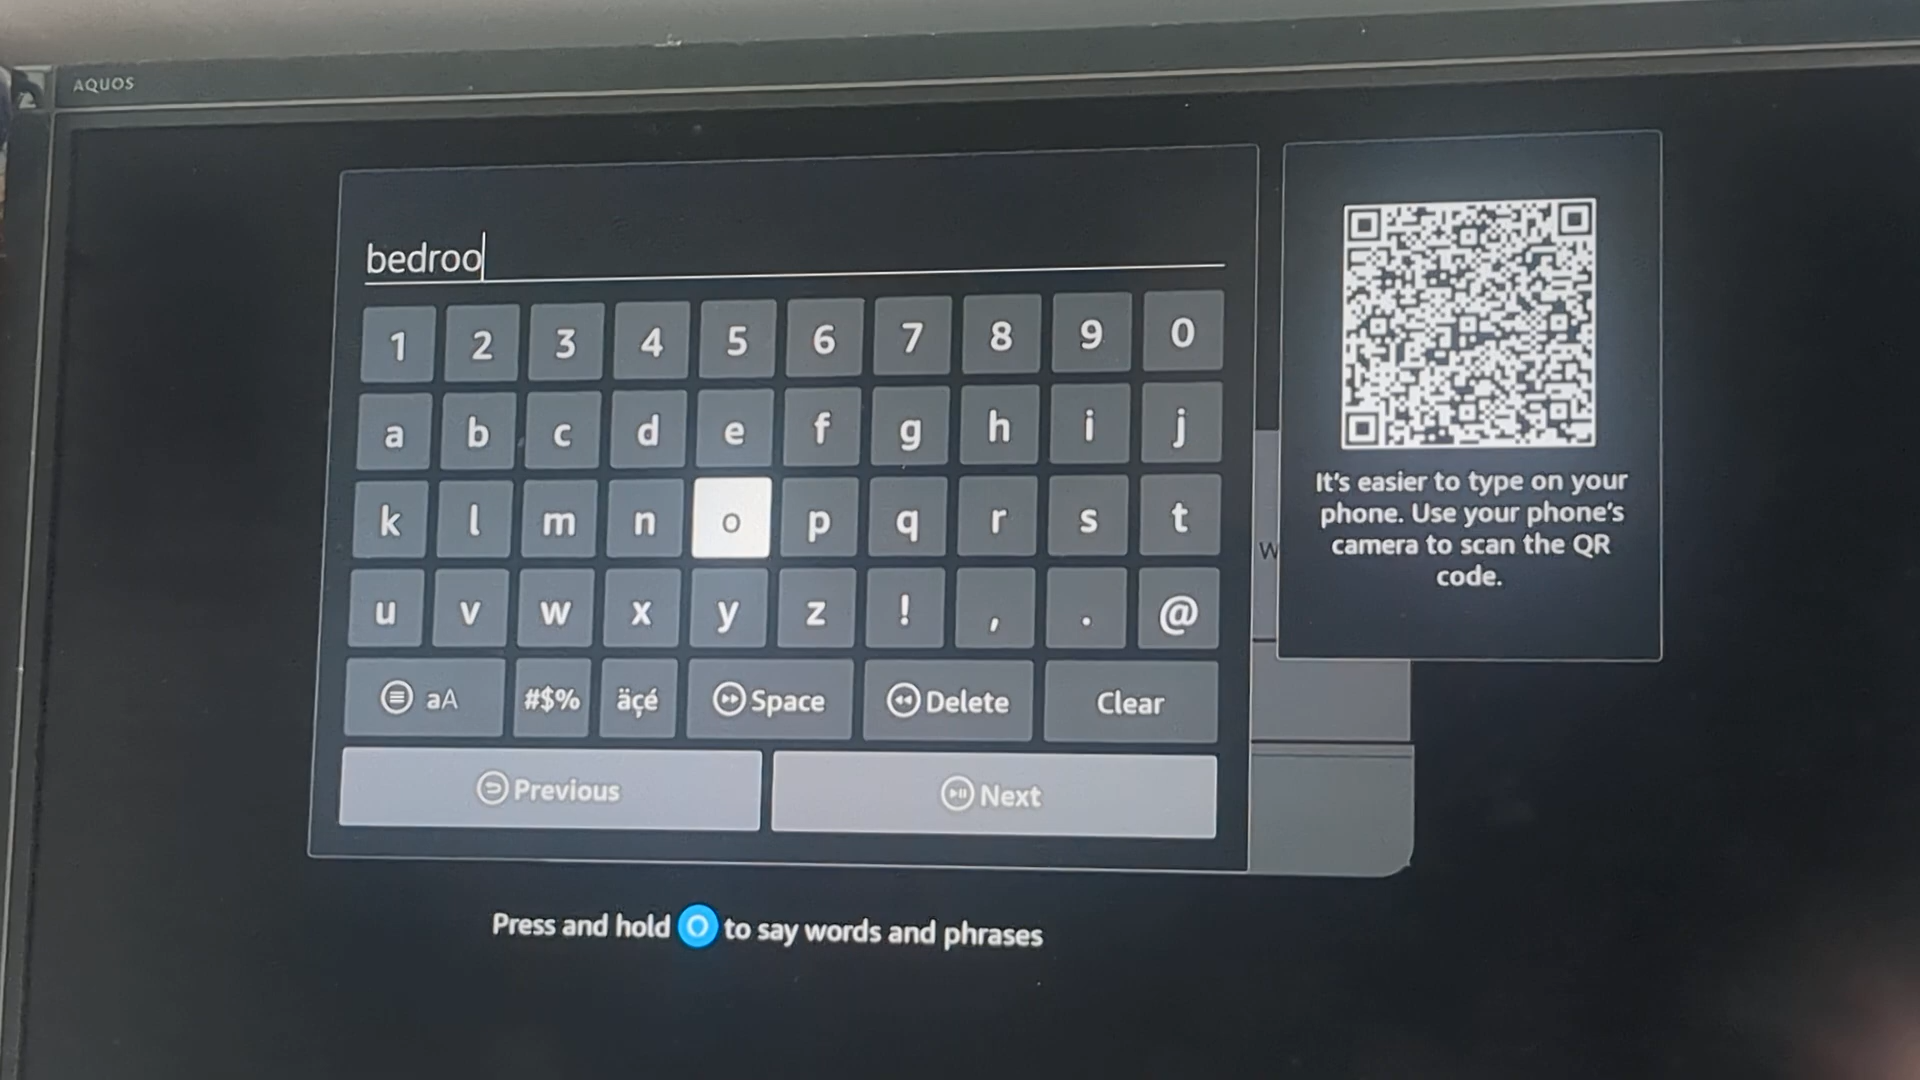 AQUOS
bedroo
1 2 3 4 5 6 7 8 9 0
a b c d e f g h i j
k l m n o p q r s t
u v w x y z ! , . @
aA #$% äçé Space Delete Clear
Previous Next
Press and hold O to say words and phrases
It's easier to type on your
phone. Use your phone's
camera to scan the QR
code.